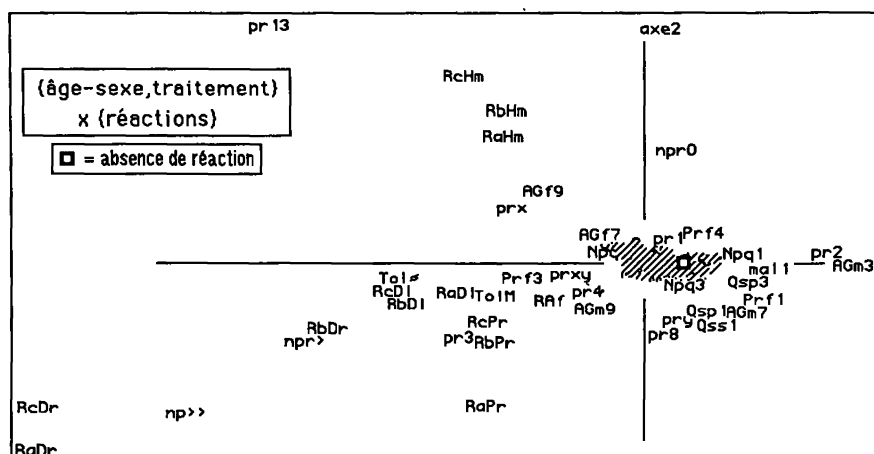 pr13
axe2
{âge-sexe,traitement}
x {réactions}
RcHm
RbHm
RaHm
= absence de réaction
npr0
AGf9
prx
AGf7
pr1
Prf4
Npq
Npq1
pr2
mal1
AGm3
Tol≠
Prf3
prxy
Npq3
Qsp3
RcDl
RaDl
TolM
pr4
RbDl
RAf
AGm9
Prf1
Qsp1
AGm7
RcPr
pry
Qss1
RbDr
npr>
pr3
RbPr
pr8
RcDr
np>>
RaPr
RaDr